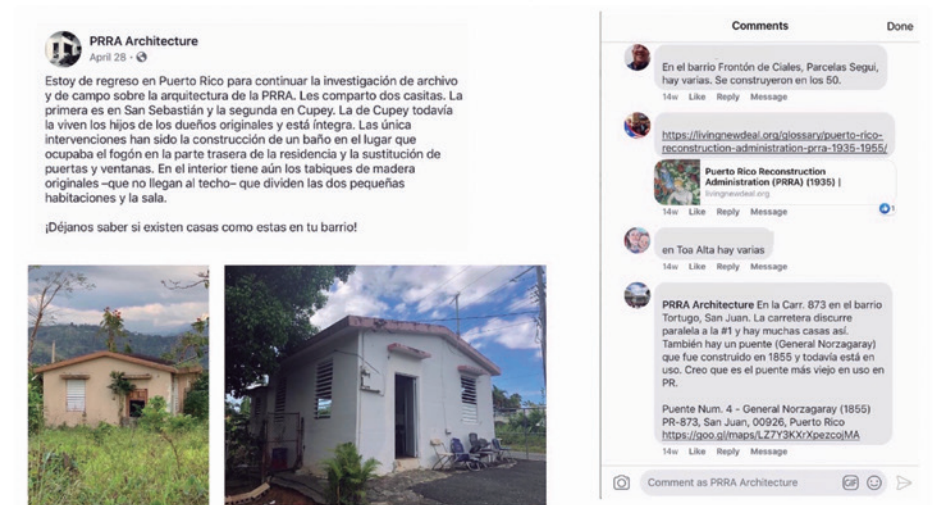 PRRA Architecture
April 28 ·
Estoy de regreso en Puerto Rico para continuar la investigación de archivo
y de campo sobre la arquitectura de la PRRA. Les comparto dos casitas. La
primera es en San Sebastián y la segunda en Cupey. La de Cupey todavía
la viven los hijos de los dueños originales y está íntegra. Las única
intervenciones han sido la construcción de un baño en el lugar que
ocupaba el fogón en la parte trasera de la residencia y la sustitución de
puertas y ventanas. En el interior tiene aún los tabiques de madera
originales –que no llegan al techo– que dividen las dos pequeñas
habitaciones y la sala.
¡Déjanos saber si existen casas como estas en tu barrio!
Comments
Done
En el barrio Frontón de Ciales, Parcelas Segui,
hay varias. Se construyeron en los 50.
14w Like Reply Message
https://livingnewdeal.org/glossary/puerto-rico-
reconstruction-administration-prra-1935-1955/
Puerto Rico Reconstruction
Administration (PRRA) (1935) |
livingnewdeal.org
14w Like Reply Message
1
en Toa Alta hay varias
14w Like Reply Message
PRRA Architecture En la Carr. 873 en el barrio
Tortugo, San Juan. La carretera discurre
paralela a la #1 y hay muchas casas así.
También hay un puente (General Norzagaray)
que fue construido en 1855 y todavía está en
uso. Creo que es el puente más viejo en uso en
PR.
Puente Num. 4 - General Norzagaray (1855)
PR-873, San Juan, 00926, Puerto Rico
https://goo.gl/maps/LZ7Y3KXrXpezcojMA
14w Like Reply Message
Comment as PRRA Architecture
GIF